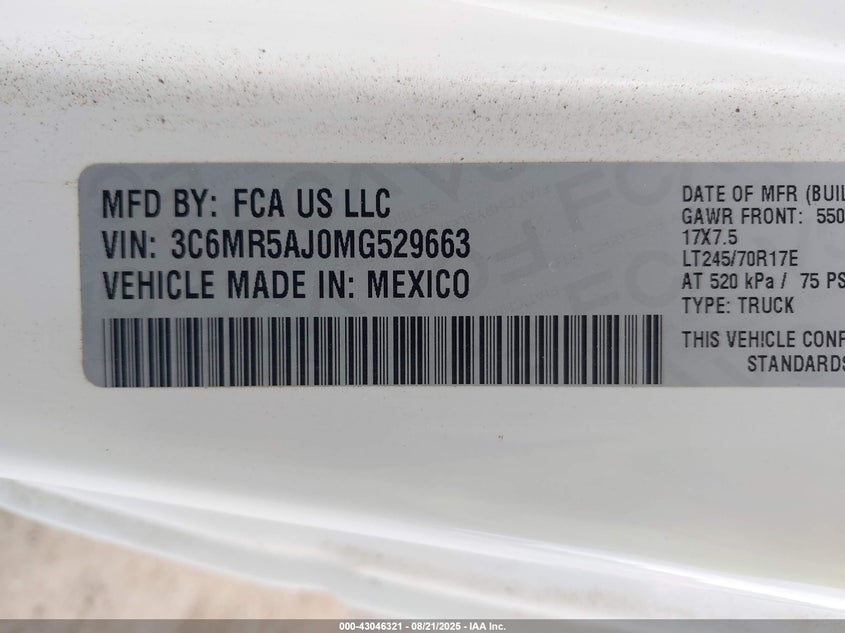 MFD BY: FCA US LLC
VIN: 3C6MR5AJ0MG529663
VEHICLE MADE IN: MEXICO
DATE OF MFR (BUIL
GAWR FRONT: 550
17X7.5
LT245/70R17E
AT 520 kPa / 75 PS
TYPE: TRUCK
THIS VEHICLE CONF
STANDARDS
000-43046321 - 08/21/2025 - IAA Inc.